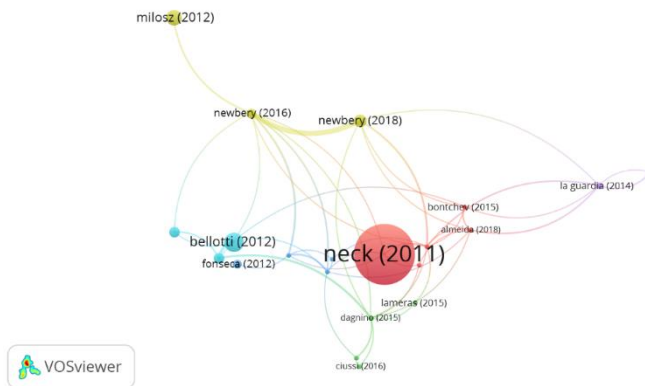 milosz (2012)
newbery (2016)
newbery (2018)
la guardia (2014)
bontchev (2015)
almeida (2018)
bellotti (2012)
neck (2011)
fonseca (2012)
lameras (2015)
dagnino (2015)
ciussi (2016)
VOSviewer